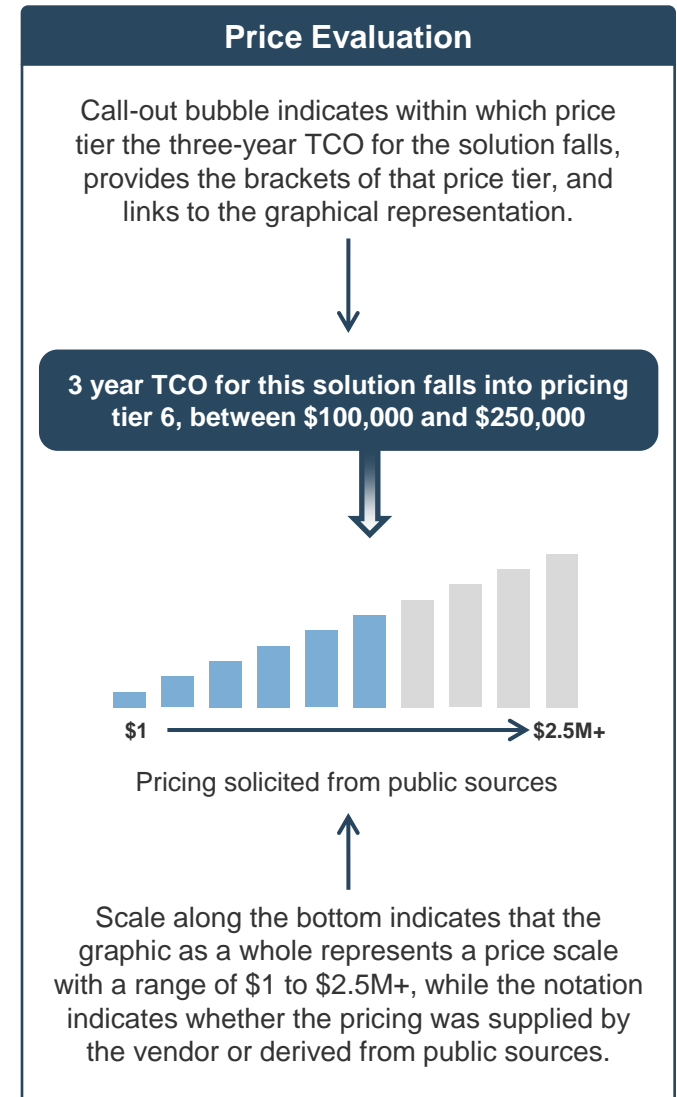 Price Evaluation
Call-out bubble indicates within which price
tier the three-year TCO for the solution falls,
provides the brackets of that price tier, and
links to the graphical representation.
3 year TCO for this solution falls into pricing
tier 6, between $100,000 and $250,000
$1
$2.5M+
Pricing solicited from public sources
Scale along the bottom indicates that the
graphic as a whole represents a price scale
with a range of $1 to $2.5M+, while the notation
indicates whether the pricing was supplied by
the vendor or derived from public sources.